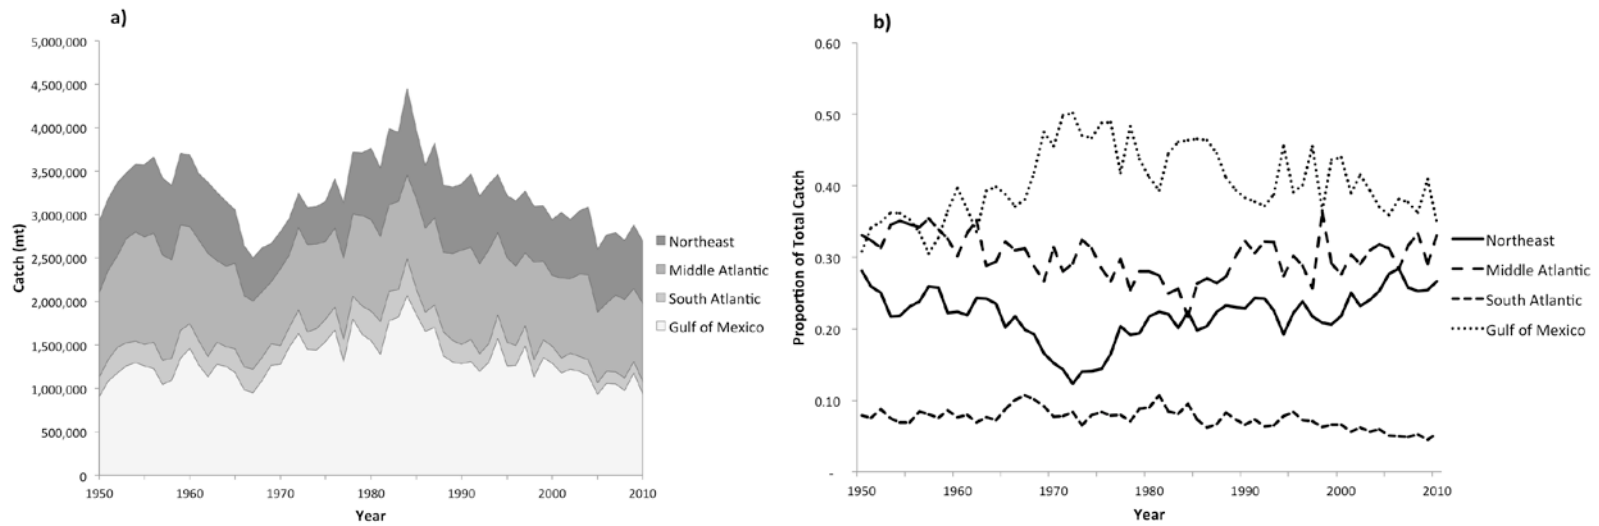 a)
5,000,000
4,500,000
4,000,000
3,500,000
3,000,000
2,500,000
2,000,000
1,500,000
1,000,000
500,000
0
Catch (mt)
1950 1960 1970 1980 1990 2000 2010
Year
Northeast
Middle Atlantic
South Atlantic
Gulf of Mexico
b)
0.60
0.50
0.40
0.30
0.20
0.10
-
Proportion of Total Catch
1950 1960 1970 1980 1990 2000 2010
Year
Northeast
Middle Atlantic
South Atlantic
Gulf of Mexico